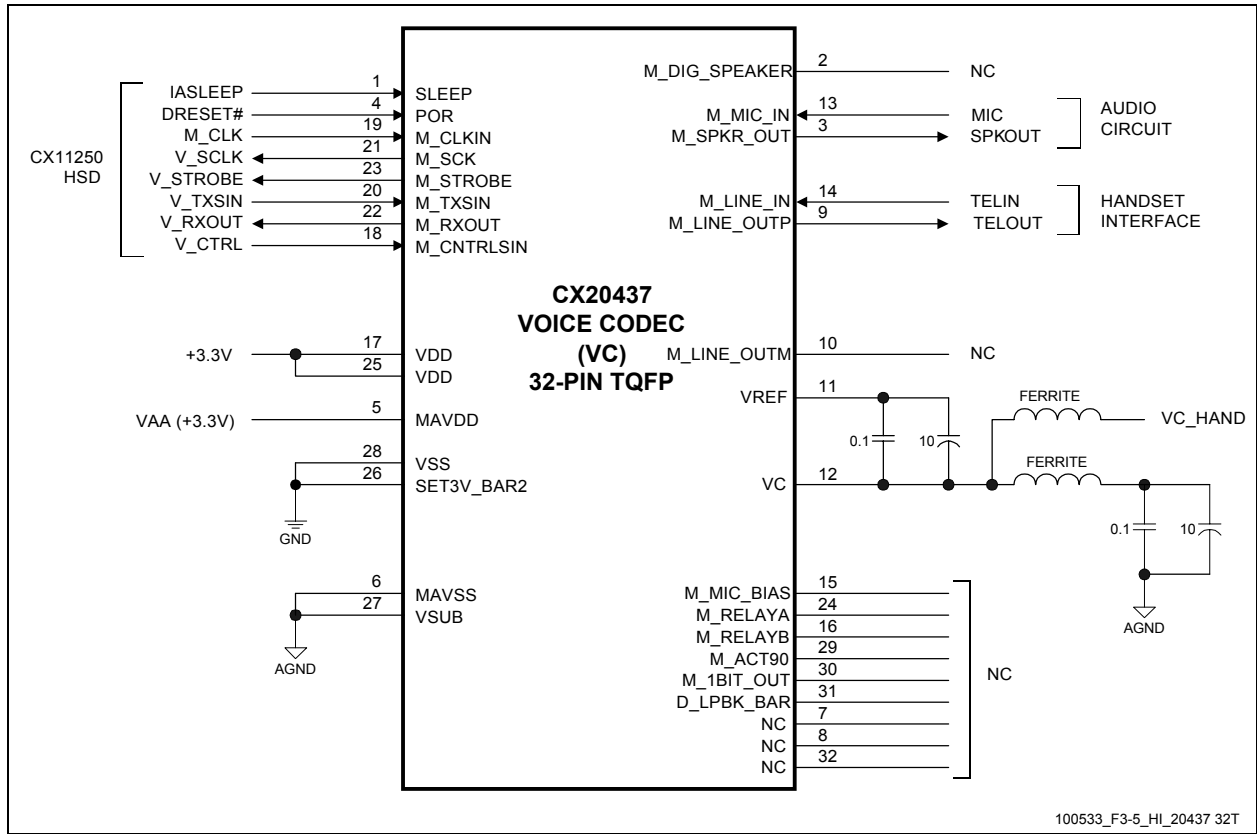 IASLEEP 1 SLEEP
DRESET# 4 POR
M_CLK 19 M_CLKIN
V_SCLK 21 M_SCK
V_STROBE 23 M_STROBE
V_TXSIN 20 M_TXSIN
V_RXOUT 22 M_RXOUT
V_CTRL 18 M_CNTRLSIN
CX11250
HSD
+3.3V 17 VDD
25 VDD
VAA (+3.3V) 5 MAVDD
28 VSS
26 SET3V_BAR2
GND
6 MAVSS
27 VSUB
AGND
CX20437
VOICE CODEC
(VC)
32-PIN TQFP
M_DIG_SPEAKER 2 NC
M_MIC_IN 13 MIC
M_SPKR_OUT 3 SPKOUT
AUDIO
CIRCUIT
M_LINE_IN 14 TELIN
M_LINE_OUTP 9 TELOUT
HANDSET
INTERFACE
M_LINE_OUTM 10 NC
VREF 11
0.1 10
FERRITE
VC_HAND
VC 12
FERRITE
0.1 10
AGND
M_MIC_BIAS 15
M_RELAYA 24
M_RELAYB 16
M_ACT90 29
M_1BIT_OUT 30
D_LPBK_BAR 31
NC 7
NC 8
NC 32
NC
100533_F3-5_HI_20437 32T